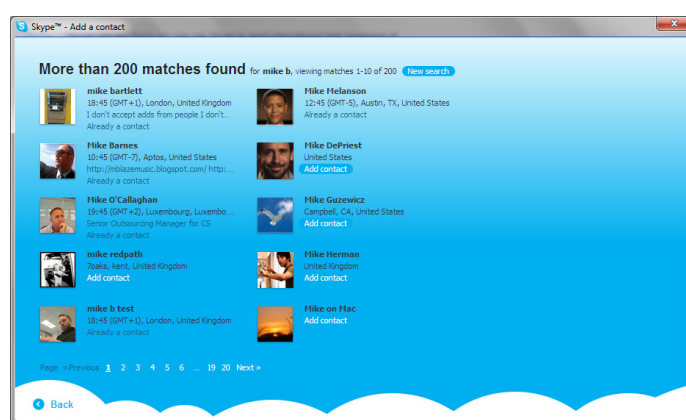 Skype™ - Add a contact
More than 200 matches found for mike b, viewing matches 1-10 of 200 New search
mike bartlett
18:45 (GMT+1), London, United Kingdom
I don't accept adds from people I don't...
Already a contact
Mike Melanson
12:45 (GMT-5), Austin, TX, United States
Already a contact
Mike Barnes
10:45 (GMT-7), Aptos, United States
http://mblazemusic.blogspot.com/ http:...
Already a contact
Mike DePriest
United States
Add contact
Mike O'Callaghan
19:45 (GMT+2), Luxembourg, Luxembo...
Senior Outsourcing Manager for CS
Already a contact
Mike Guzewicz
Campbell, CA, United States
Add contact
mike redpath
7oaks, kent, United Kingdom
Add contact
Mike Herman
United Kingdom
Add contact
mike b test
18:45 (GMT+1), London, United Kingdom
Already a contact
Mike on Mac
Add contact
Page « Previous 1 2 3 4 5 6 ... 19 20 Next »
Back